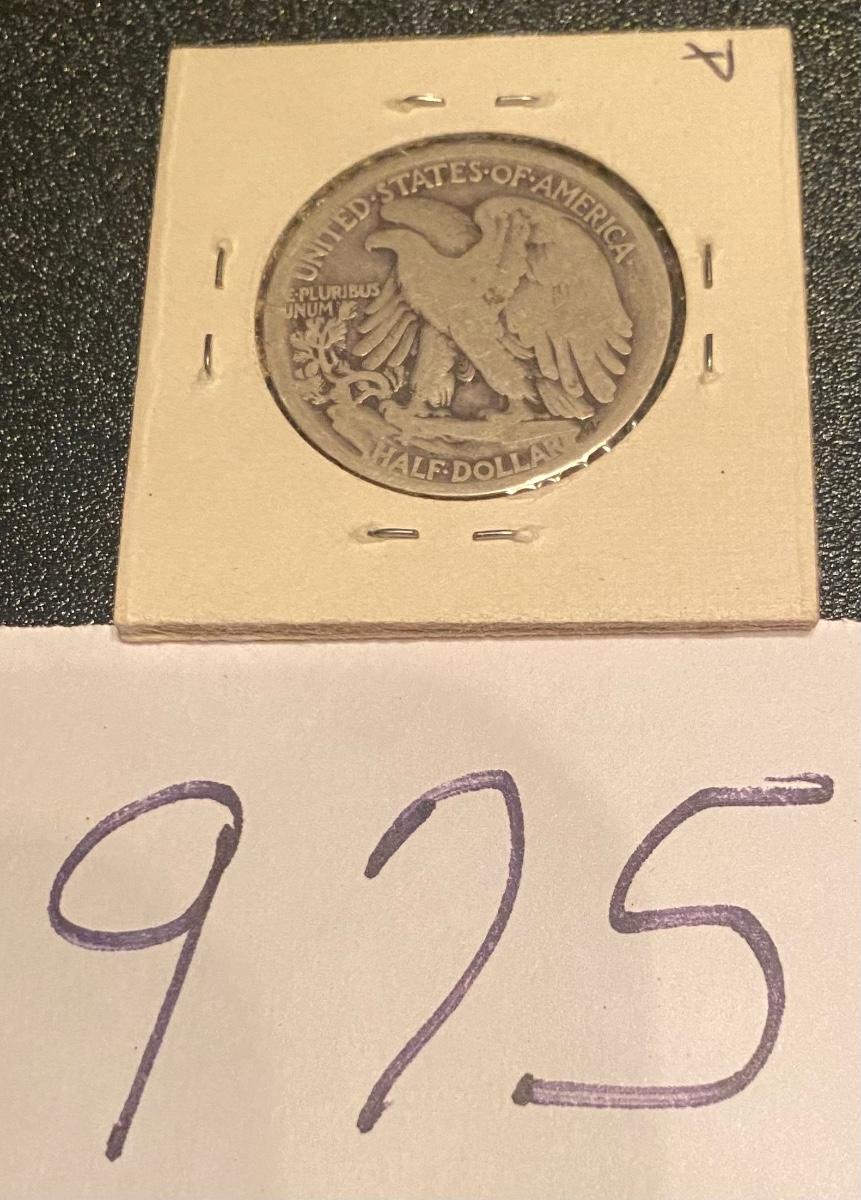 UNITED·STATES·OF·AMERICA
E·PLURIBUS
UNUM
HALF·DOLLAR
975